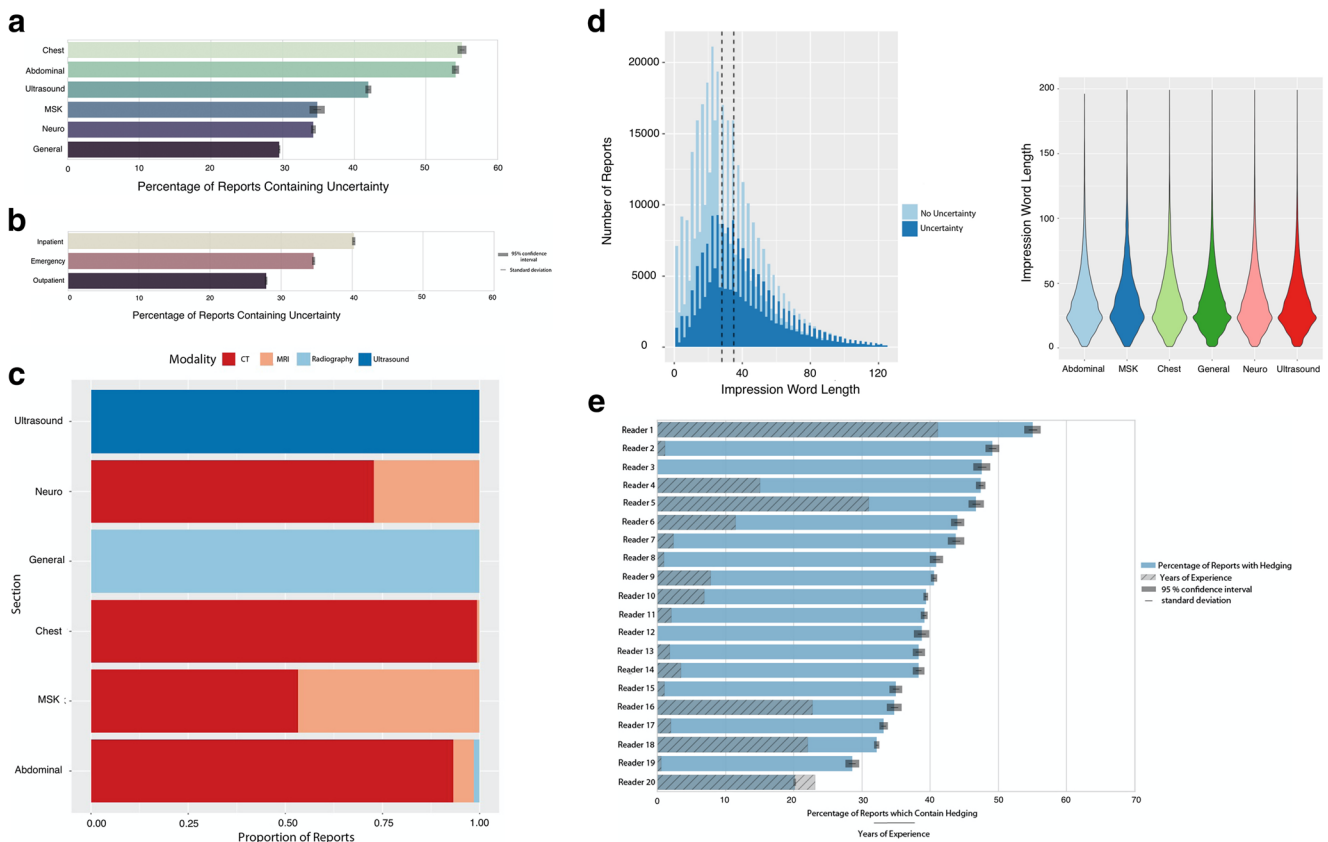 a
Chest
Abdominal
Ultrasound
MSK
Neuro
General
0 10 20 30 40 50 60
Percentage of Reports Containing Uncertainty
b
Inpatient
Emergency
Outpatient
95% confidence
interval
Standard deviation
0 10 20 30 40 50 60
Percentage of Reports Containing Uncertainty
c
Modality CT MRI Radiography Ultrasound
Section
Ultrasound
Neuro
General
Chest
MSK :
Abdominal
0.00 0.25 0.50 0.75 1.00
Proportion of Reports
d
Number of Reports
20000
15000
10000
5000
0
0 40 80 120
Impression Word Length
No Uncertainty
Uncertainty
Impression Word Length
200
150
100
50
0
Abdominal MSK Chest General Neuro Ultrasound
e
Reader 1
Reader 2
Reader 3
Reader 4
Reader 5
Reader 6
Reader 7
Reader 8
Reader 9
Reader 10
Reader 11
Reader 12
Reader 13
Reader 14
Reader 15
Reader 16
Reader 17
Reader 18
Reader 19
Reader 20
0 10 20 30 40 50 60 70
Percentage of Reports which Contain Hedging
Years of Experience
Percentage of Reports with Hedging
Years of Experience
95 % confidence interval
standard deviation